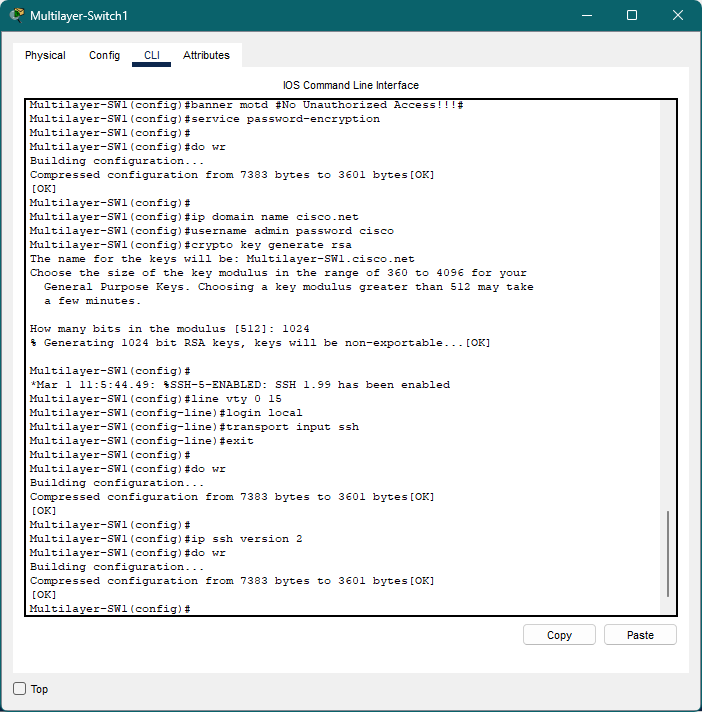 Multilayer-Switch1
Physical Config CLI Attributes
IOS Command Line Interface
Multilayer-SW1(config)#banner motd #No Unauthorized Access!!!#
Multilayer-SW1(config)#service password-encryption
Multilayer-SW1(config)#
Multilayer-SW1(config)#do wr
Building configuration...
Compressed configuration from 7383 bytes to 3601 bytes[OK]
[OK]
Multilayer-SW1(config)#
Multilayer-SW1(config)#ip domain name cisco.net
Multilayer-SW1(config)#username admin password cisco
Multilayer-SW1(config)#crypto key generate rsa
The name for the keys will be: Multilayer-SW1.cisco.net
Choose the size of the key modulus in the range of 360 to 4096 for your
General Purpose Keys. Choosing a key modulus greater than 512 may take
a few minutes.
How many bits in the modulus [512]: 1024
% Generating 1024 bit RSA keys, keys will be non-exportable...[OK]
Multilayer-SW1(config)#
*Mar 1 11:5:44.49: %SSH-5-ENABLED: SSH 1.99 has been enabled
Multilayer-SW1(config)#line vty 0 15
Multilayer-SW1(config-line)#login local
Multilayer-SW1(config-line)#transport input ssh
Multilayer-SW1(config-line)#exit
Multilayer-SW1(config)#
Multilayer-SW1(config)#do wr
Building configuration...
Compressed configuration from 7383 bytes to 3601 bytes[OK]
[OK]
Multilayer-SW1(config)#
Multilayer-SW1(config)#ip ssh version 2
Multilayer-SW1(config)#do wr
Building configuration...
Compressed configuration from 7383 bytes to 3601 bytes[OK]
[OK]
Multilayer-SW1(config)#
Copy Paste
Top